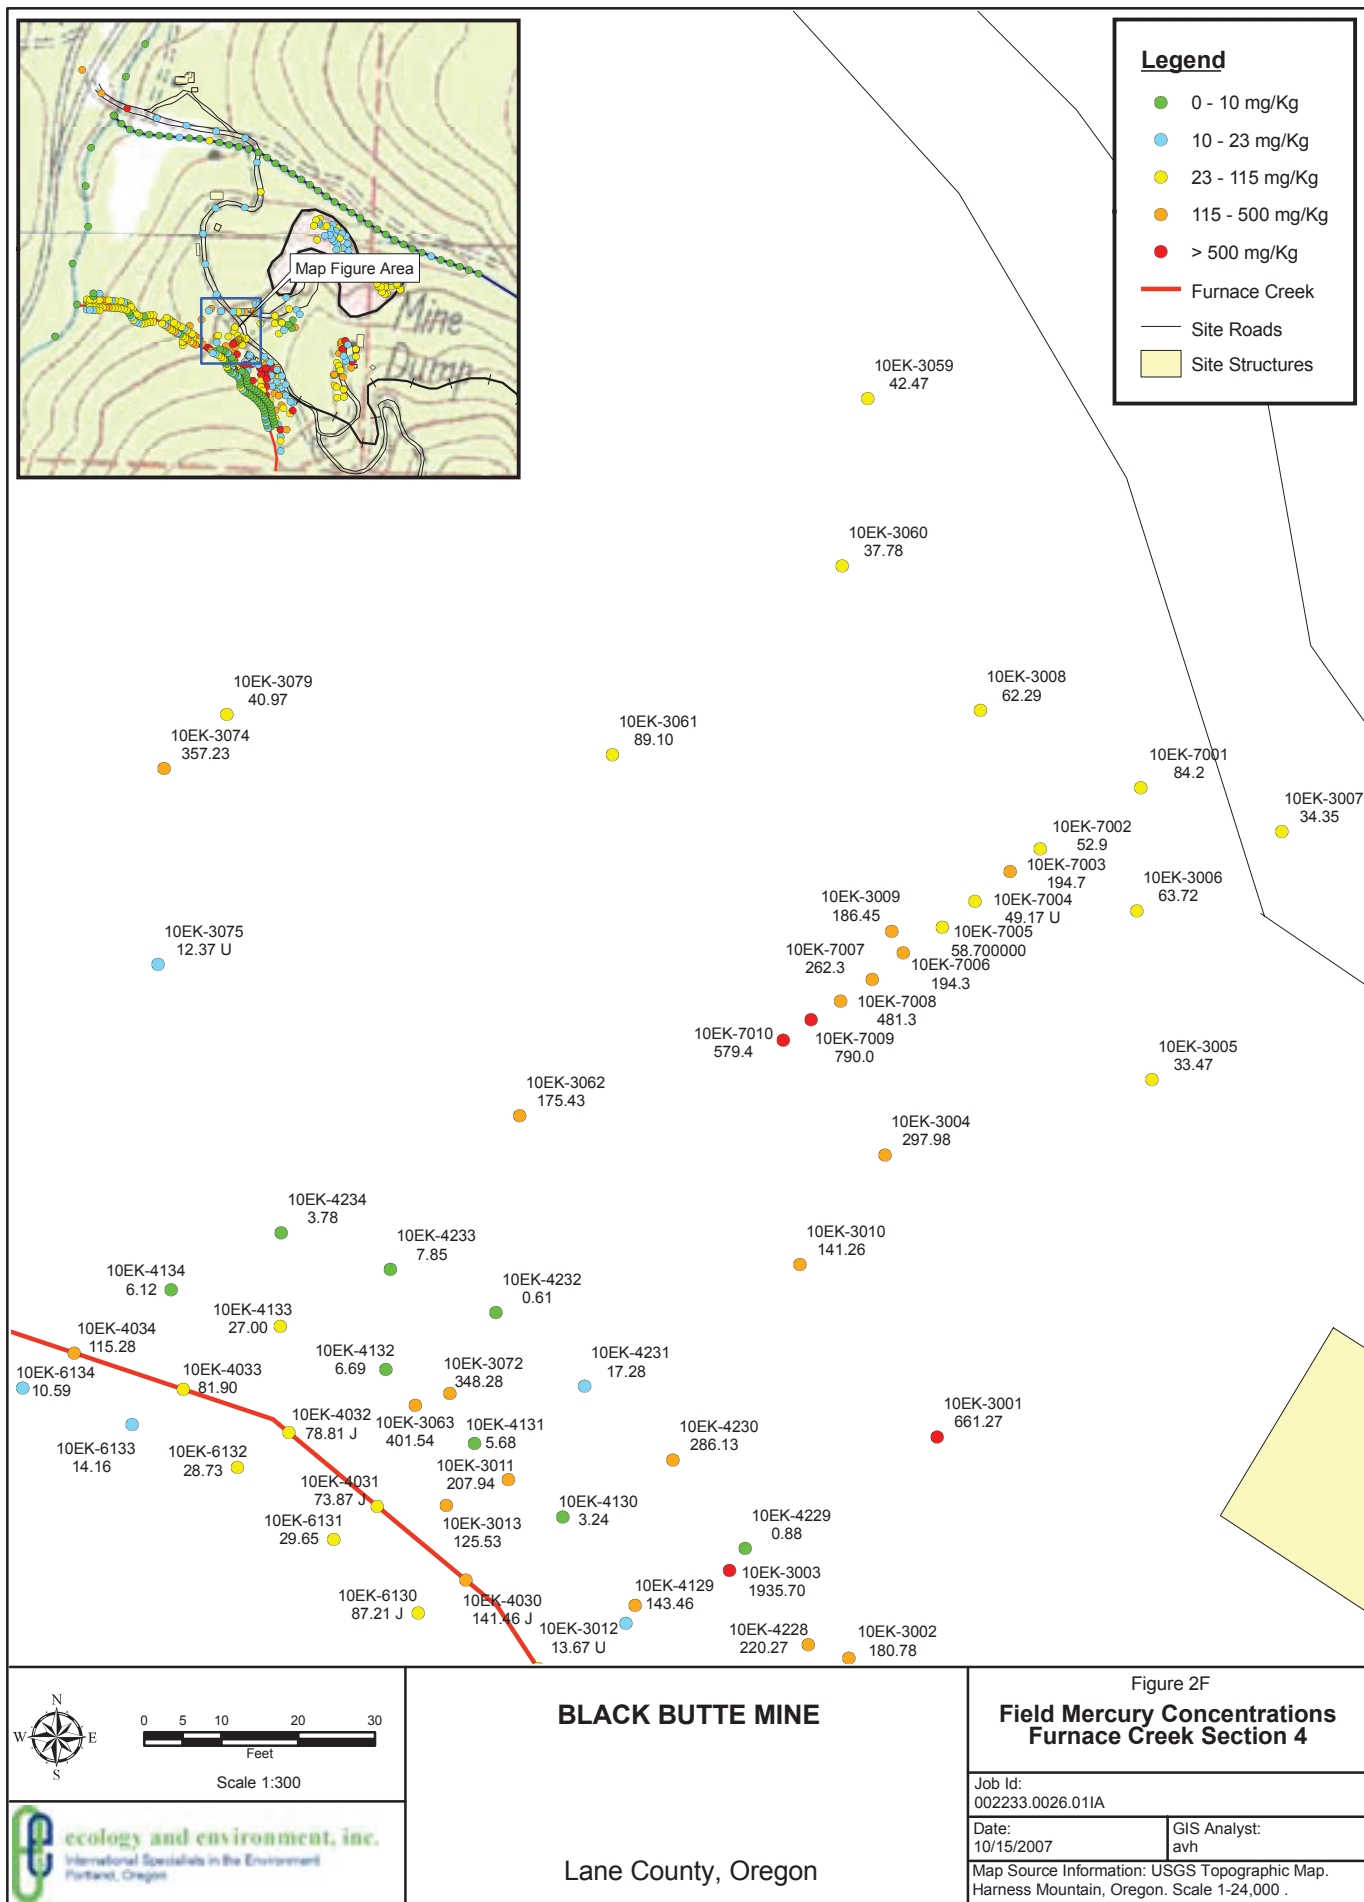 Map Figure Area
Mine
Dump
Legend
0 - 10 mg/Kg
10 - 23 mg/Kg
23 - 115 mg/Kg
115 - 500 mg/Kg
> 500 mg/Kg
Furnace Creek
Site Roads
Site Structures
10EK-3059
42.47
10EK-3060
37.78
10EK-3079
40.97
10EK-3074
357.23
10EK-3061
89.10
10EK-3008
62.29
10EK-7001
84.2
10EK-3007
34.35
10EK-7002
52.9
10EK-7003
194.7
10EK-3006
63.72
10EK-3009
186.45
10EK-7004
49.17 U
10EK-7005
58.700000
10EK-3075
12.37 U
10EK-7007
262.3
10EK-7006
194.3
10EK-7008
481.3
10EK-7010
579.4
10EK-7009
790.0
10EK-3005
33.47
10EK-3062
175.43
10EK-3004
297.98
10EK-4234
3.78
10EK-4233
7.85
10EK-3010
141.26
10EK-4134
6.12
10EK-4232
0.61
10EK-4133
27.00
10EK-4034
115.28
10EK-4132
6.69
10EK-3072
348.28
10EK-4231
17.28
10EK-6134
10.59
10EK-4033
81.90
10EK-4032
78.81 J
10EK-3063
401.54
10EK-4131
5.68
10EK-4230
286.13
10EK-3001
661.27
10EK-6133
14.16
10EK-6132
28.73
10EK-3011
207.94
10EK-4031
73.87 J
10EK-4130
3.24
10EK-6131
29.65
10EK-3013
125.53
10EK-4229
0.88
10EK-3003
1935.70
10EK-6130
87.21 J
10EK-4030
141.46 J
10EK-4129
143.46
10EK-3012
13.67 U
10EK-4228
220.27
10EK-3002
180.78
N
W
E
S
0 5 10 20 30
Feet
Scale 1:300
ecology and environment, inc.
International Specialists in the Environment
Portland, Oregon
BLACK BUTTE MINE
Lane County, Oregon
Figure 2F
Field Mercury Concentrations
Furnace Creek Section 4
Job Id:
002233.0026.01IA
Date:
10/15/2007
GIS Analyst:
avh
Map Source Information: USGS Topographic Map.
Harness Mountain, Oregon. Scale 1-24,000 .